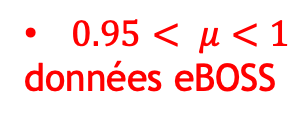 • 0.95 < μ < 1
données eBOSS